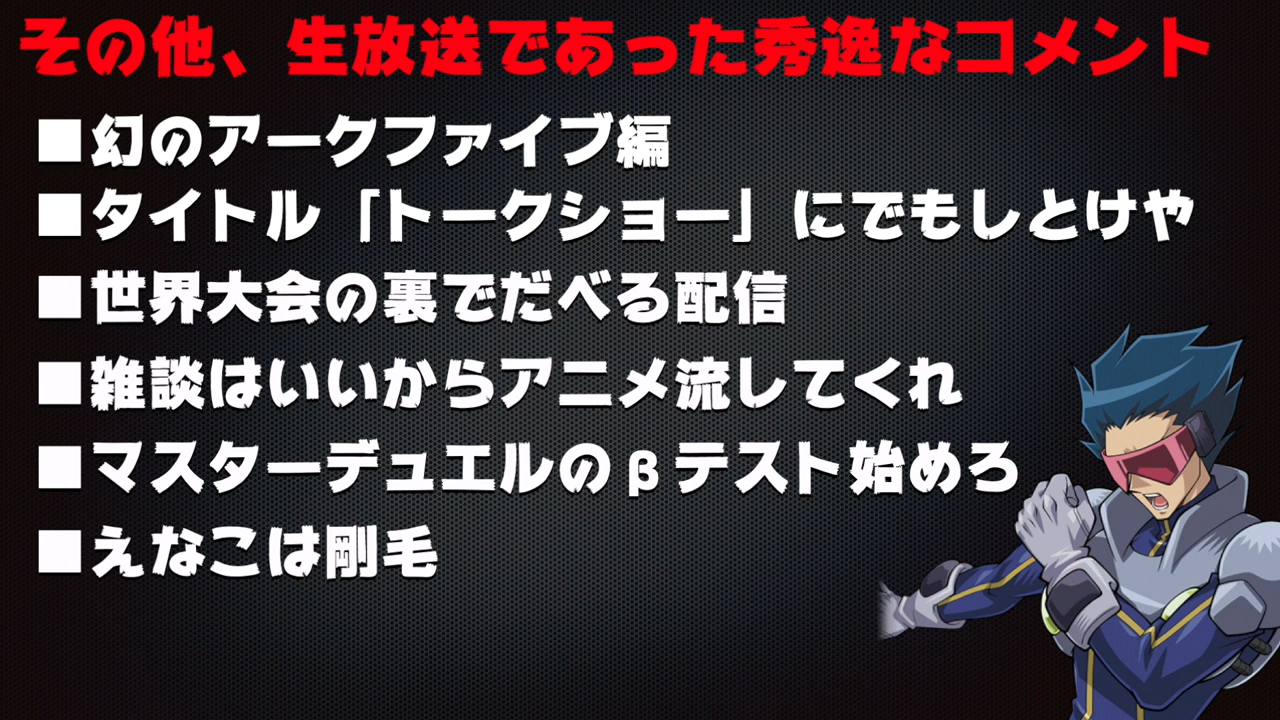 その他、生放送であった秀逸なコメント
■幻のアークファイブ編
■タイトル「トークショー」にでもしとけや
■世界大会の裏でだべる配信
■雑談はいいからアニメ流してくれ
■マスターデュエルのβテスト始めろ
■えなこは剛毛